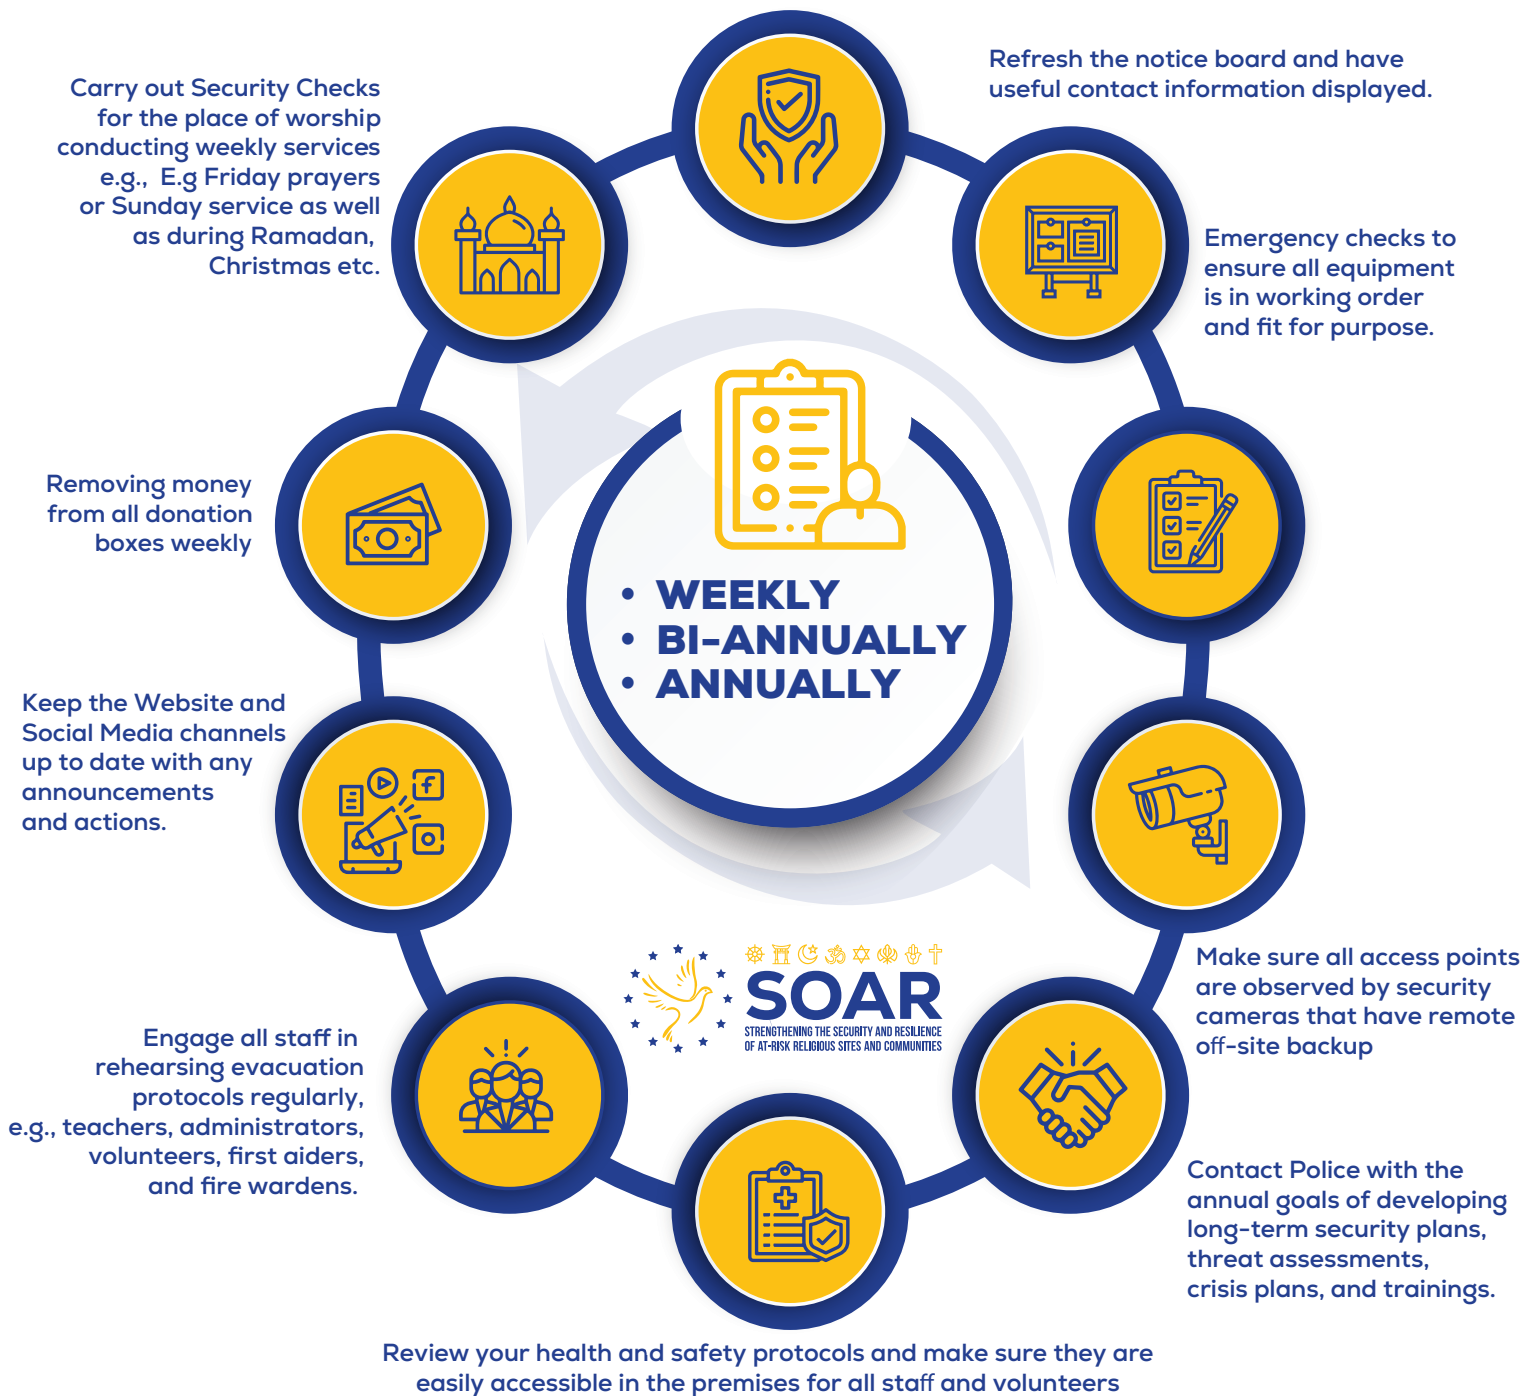 Refresh the notice board and have
useful contact information displayed.
Carry out Security Checks
for the place of worship
conducting weekly services
e.g., E.g Friday prayers
or Sunday service as well
as during Ramadan,
Christmas etc.
Emergency checks to
ensure all equipment
is in working order
and fit for purpose.
Removing money
from all donation
boxes weekly
• WEEKLY
• BI-ANNUALLY
• ANNUALLY
Keep the Website and
Social Media channels
up to date with any
announcements
and actions.
Make sure all access points
are observed by security
cameras that have remote
off-site backup
SOAR
STRENGTHENING THE SECURITY AND RESILIENCE
OF AT-RISK RELIGIOUS SITES AND COMMUNITIES
Engage all staff in
rehearsing evacuation
protocols regularly,
e.g., teachers, administrators,
volunteers, first aiders,
and fire wardens.
Contact Police with the
annual goals of developing
long-term security plans,
threat assessments,
crisis plans, and trainings.
Review your health and safety protocols and make sure they are
easily accessible in the premises for all staff and volunteers